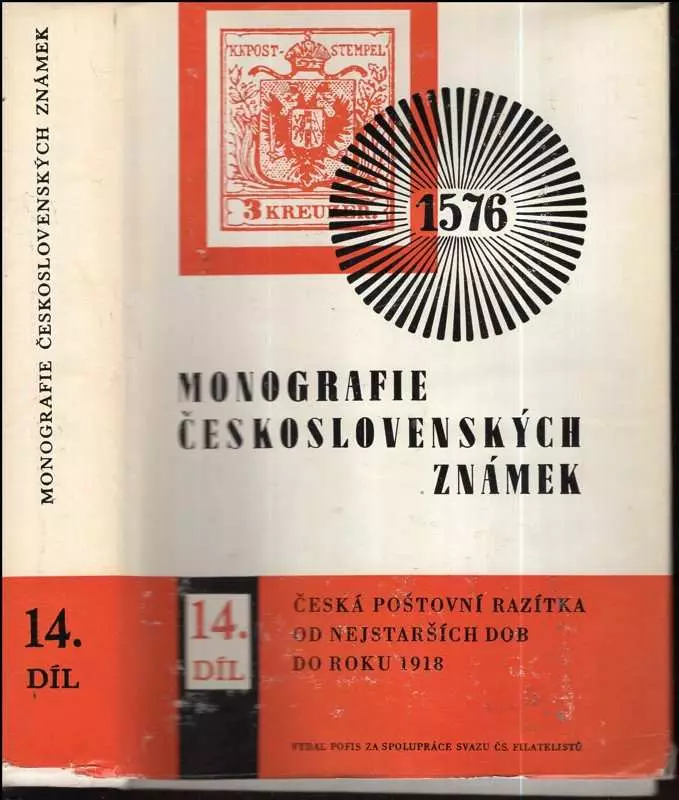 MONOGRAFIE ČESKOSLOVENSKÝCH ZNÁMEK
14.
DÍL
K.K.POST-STEMPEL
3 KREUZER.
1576
MONOGRAFIE
ČESKOSLOVENSKÝCH
ZNÁMEK
14.
DÍL
ČESKÁ POŠTOVNÍ RAZÍTKA
OD NEJSTARŠÍCH DOB
DO ROKU 1918
VYDAL POFIS ZA SPOLUPRÁCE SVAZU ČS. FILATELISTŮ